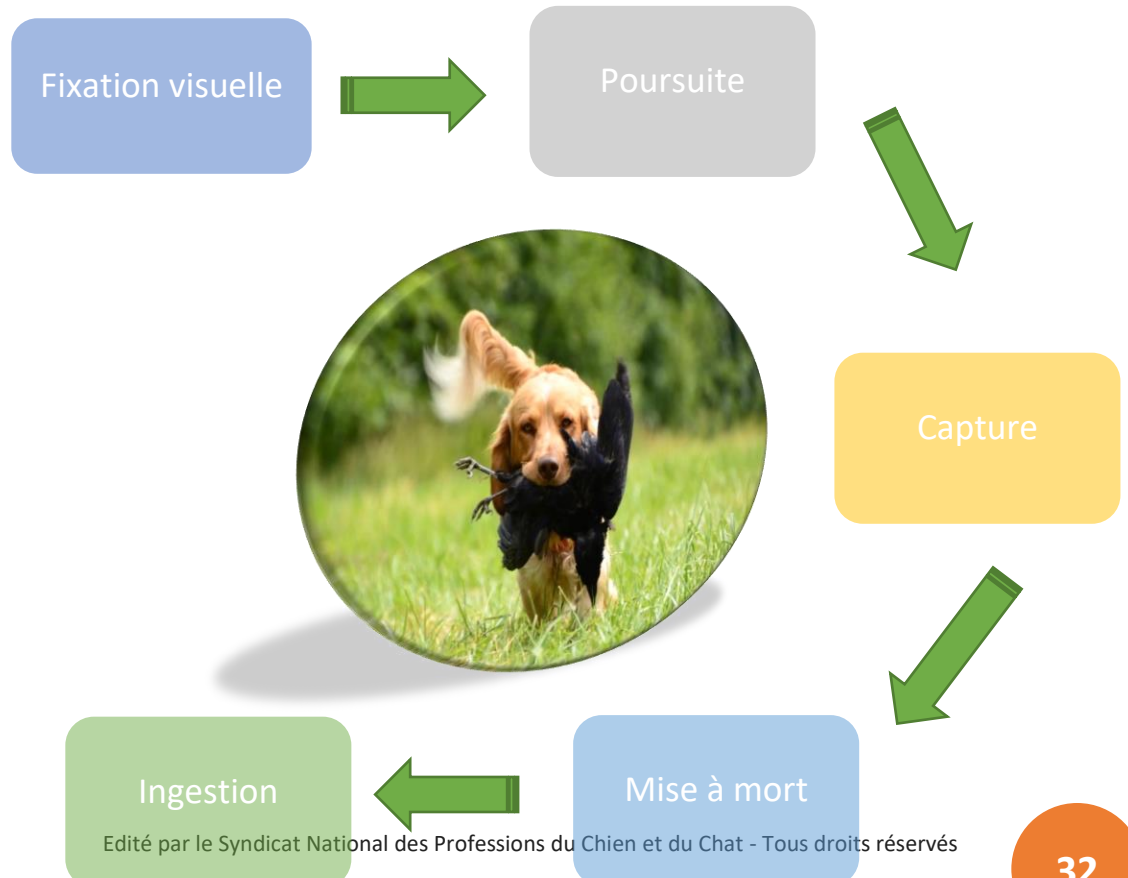 Fixation visuelle
Poursuite
Capture
Mise à mort
Ingestion
Edité par le Syndicat National des Professions du Chien et du Chat - Tous droits réservés
32